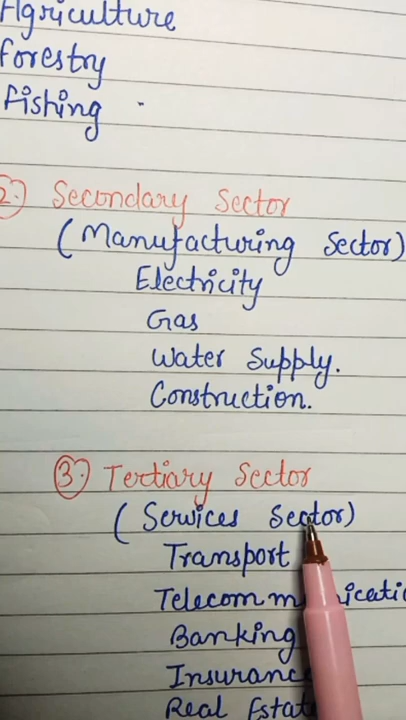 Agriculture
Forestry
Fishing
2.) Secondary Sector
(Manufacturing Sector)
Electricity
Gas
Water Supply.
Construction.
3.) Tertiary Sector
(Services Sector)
Transport
Banking
Real